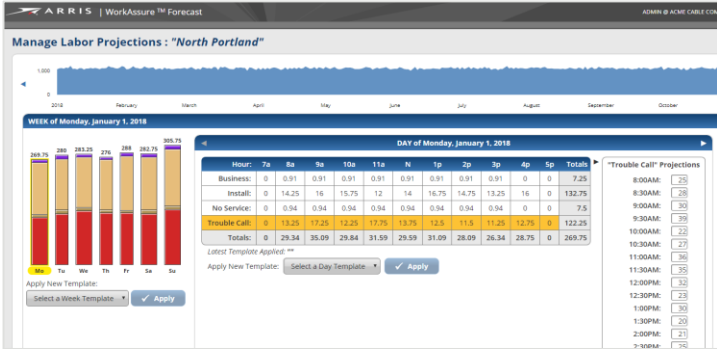 ARRIS | WorkAssure ™ Forecast
ADMIN @ ACME CABLE COM
Manage Labor Projections : "North Portland"
1,000
0
2018 February March April May June July August September October
WEEK of Monday, January 1, 2018
269.75 280 283.25 276 288 282.75 305.75
Mo Tu We Th Fr Sa Su
Apply New Template:
Select a Week Template Apply
DAY of Monday, January 1, 2018
Hour: 7a 8a 9a 10a 11a N 1p 2p 3p 4p 5p Totals
Business: 0 0.91 0.91 0.91 0.91 0.91 0.91 0.91 0.91 0 0 7.25
Install: 0 14.25 16 15.75 12 14 16.75 14.75 13.25 16 0 132.75
No Service: 0 0.94 0.94 0.94 0.94 0.94 0.94 0.94 0.94 0 0 7.5
Trouble Call: 0 13.25 17.25 12.25 17.75 13.75 12.5 11.5 11.25 12.75 0 122.25
Totals: 0 29.34 35.09 29.84 31.59 29.59 31.09 28.09 26.34 28.75 0 269.75
Latest Template Applied: ""
Apply New Template: Select a Day Template Apply
"Trouble Call" Projections
8:00AM: 25
8:30AM: 28
9:00AM: 30
9:30AM: 39
10:00AM: 22
10:30AM: 27
11:00AM: 36
11:30AM: 35
12:00PM: 32
12:30PM: 23
1:00PM: 30
1:30PM: 20
2:00PM: 21
2:30PM: 25